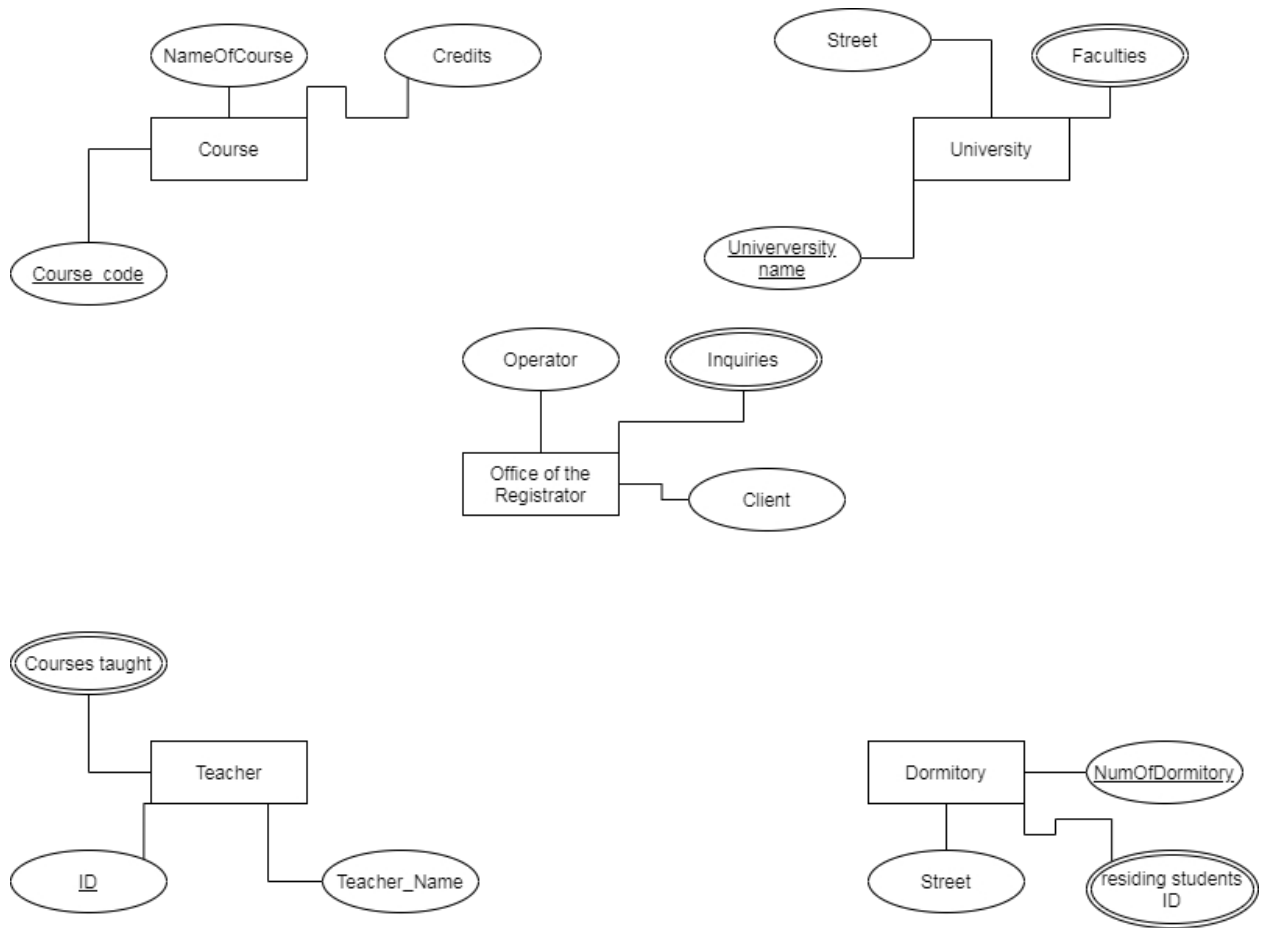 NameOfCourse
Credits
Street
Faculties
Course
University
Course_code
Univerversity
name
Operator
Inquiries
Office of the
Registrator
Client
Courses taught
Teacher
Dormitory
NumOfDormitory
ID
Teacher_Name
Street
residing students
ID